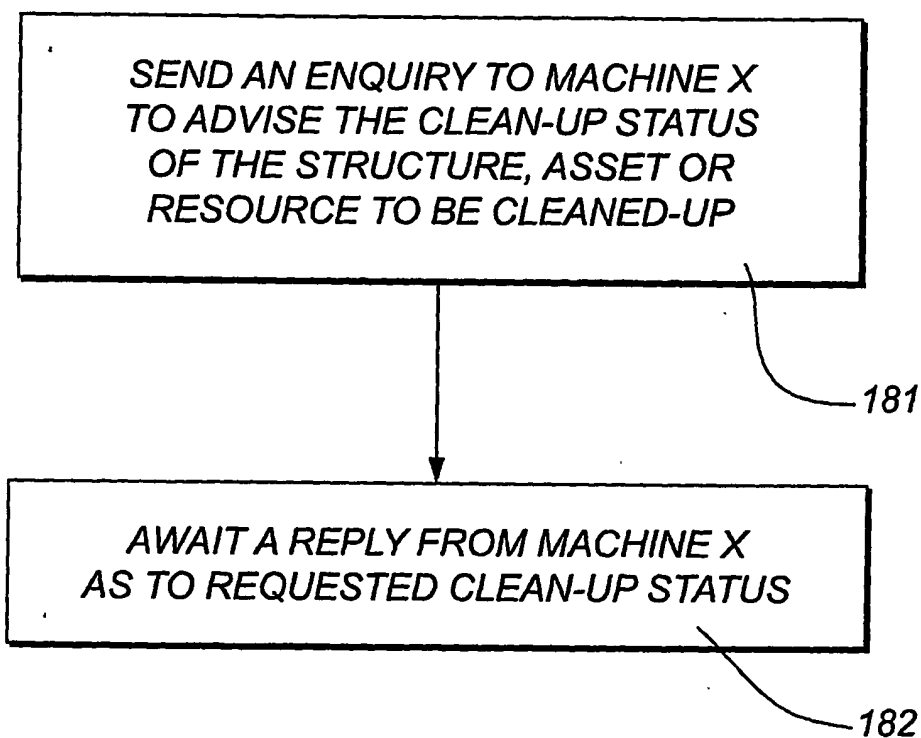 SEND AN ENQUIRY TO MACHINE X
TO ADVISE THE CLEAN-UP STATUS
OF THE STRUCTURE, ASSET OR
RESOURCE TO BE CLEANED-UP
181
AWAIT A REPLY FROM MACHINE X
AS TO REQUESTED CLEAN-UP STATUS
182